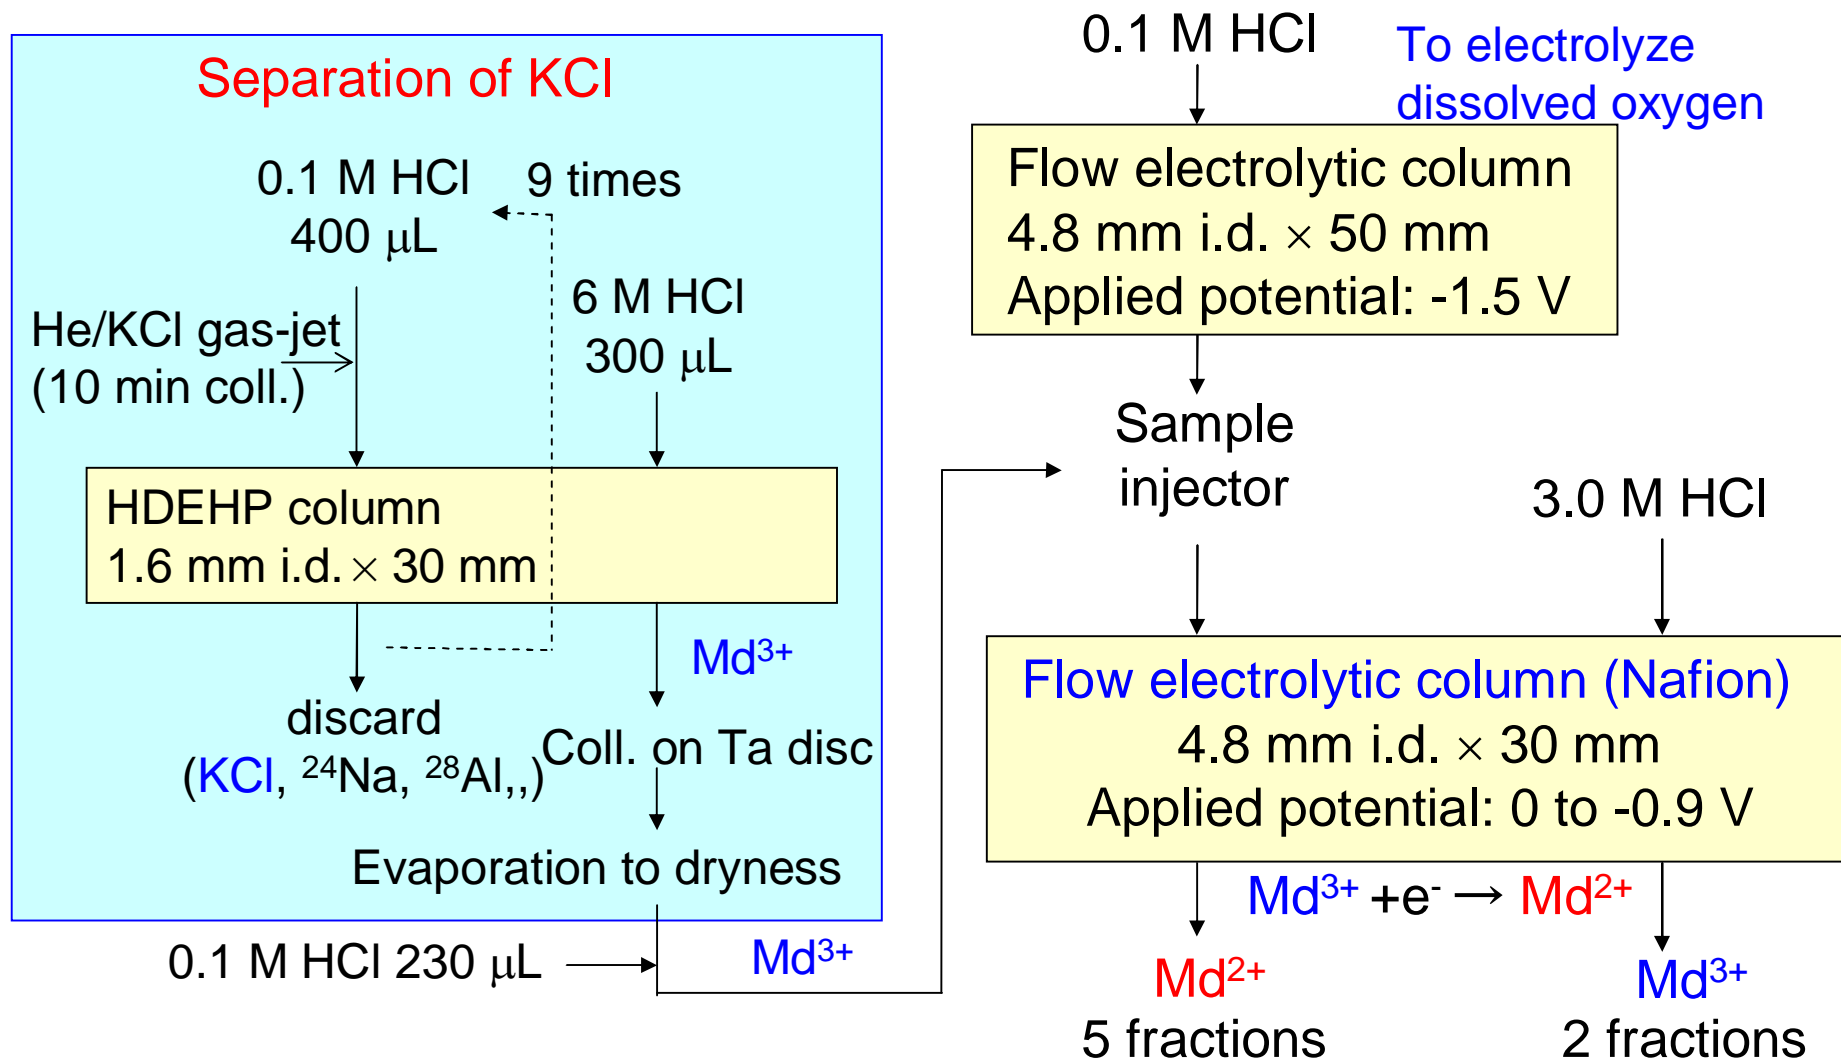 Separation of KCl
0.1 M HCl
400 μL
9 times
He/KCl gas-jet
(10 min coll.)
6 M HCl
300 μL
HDEHP column
1.6 mm i.d. × 30 mm
discard
(KCl, ²⁴Na, ²⁸Al,,)
Md³⁺
Coll. on Ta disc
Evaporation to dryness
0.1 M HCl 230 μL
Md³⁺
0.1 M HCl
To electrolyze
dissolved oxygen
Flow electrolytic column
4.8 mm i.d. × 50 mm
Applied potential: -1.5 V
Sample
injector
3.0 M HCl
Flow electrolytic column (Nafion)
4.8 mm i.d. × 30 mm
Applied potential: 0 to -0.9 V
Md³⁺ +e⁻ → Md²⁺
Md²⁺
5 fractions
Md³⁺
2 fractions